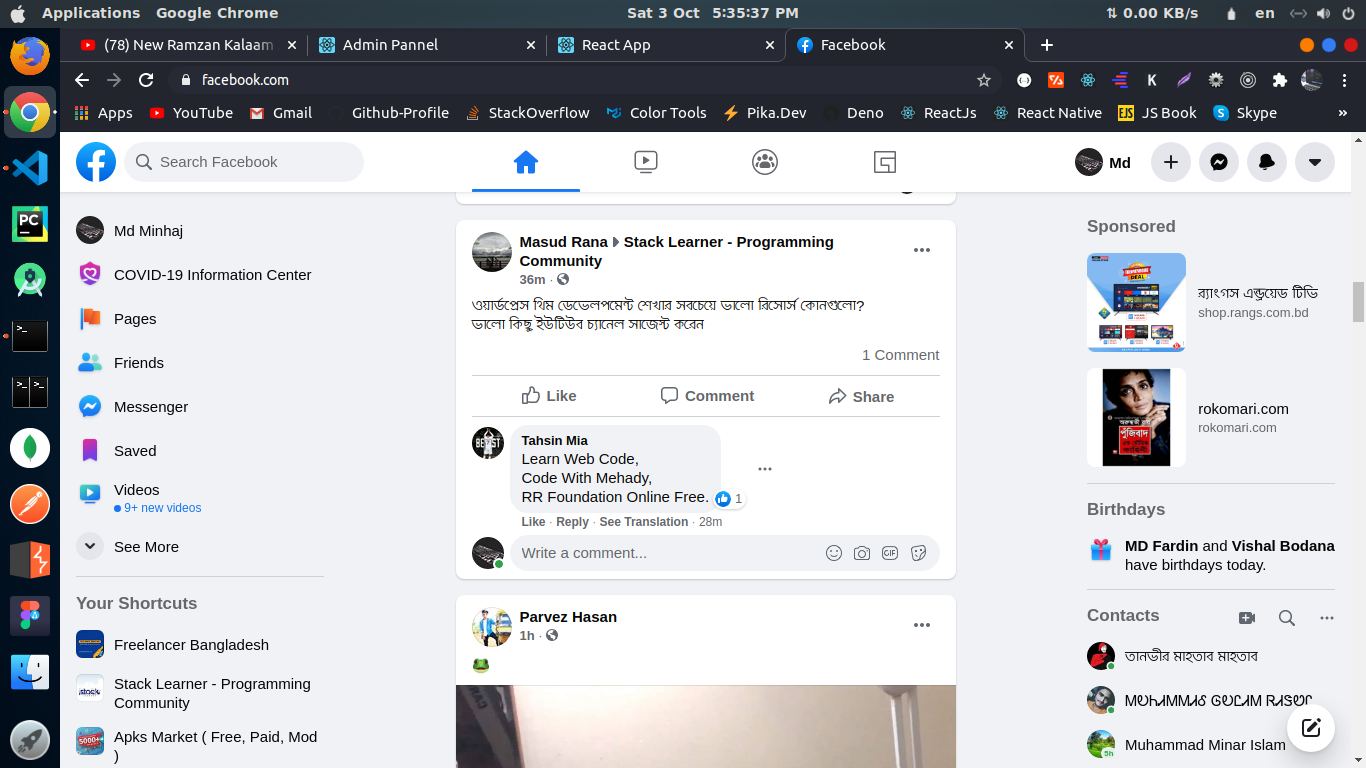 Applications Google Chrome
Sat 3 Oct 5:35:37 PM
0.00 KB/s
en
(78) New Ramzan Kalaam
Admin Pannel
React App
Facebook
facebook.com
Apps
YouTube
Gmail
Github-Profile
StackOverflow
Color Tools
Pika.Dev
Deno
ReactJs
React Native
JS Book
Skype
»
Search Facebook
Md
Md Minhaj
COVID-19 Information Center
Pages
Friends
Messenger
Saved
Videos
9+ new videos
See More
Your Shortcuts
Freelancer Bangladesh
Stack Learner - Programming
Community
Apks Market ( Free, Paid, Mod
)
Masud Rana Stack Learner - Programming
Community
36m ·
ওয়ার্ডপ্রেস থিম ডেভেলপমেন্ট শেখার সবচেয়ে ভালো রিসোর্স কোনগুলো?
ভালো কিছু ইউটিউব চ্যানেল সাজেস্ট করেন
1 Comment
Like
Comment
Share
Tahsin Mia
Learn Web Code,
Code With Mehady,
RR Foundation Online Free.
1
Like · Reply · See Translation · 28m
Write a comment...
GIF
Parvez Hasan
1h ·
Sponsored
র‍্যাংগস এন্ড্রয়েড টিভি
shop.rangs.com.bd
rokomari.com
rokomari.com
Birthdays
MD Fardin and Vishal Bodana
have birthdays today.
Contacts
তানভীর মাহতাব মাহতাব
Muhammad Minar Islam
5h